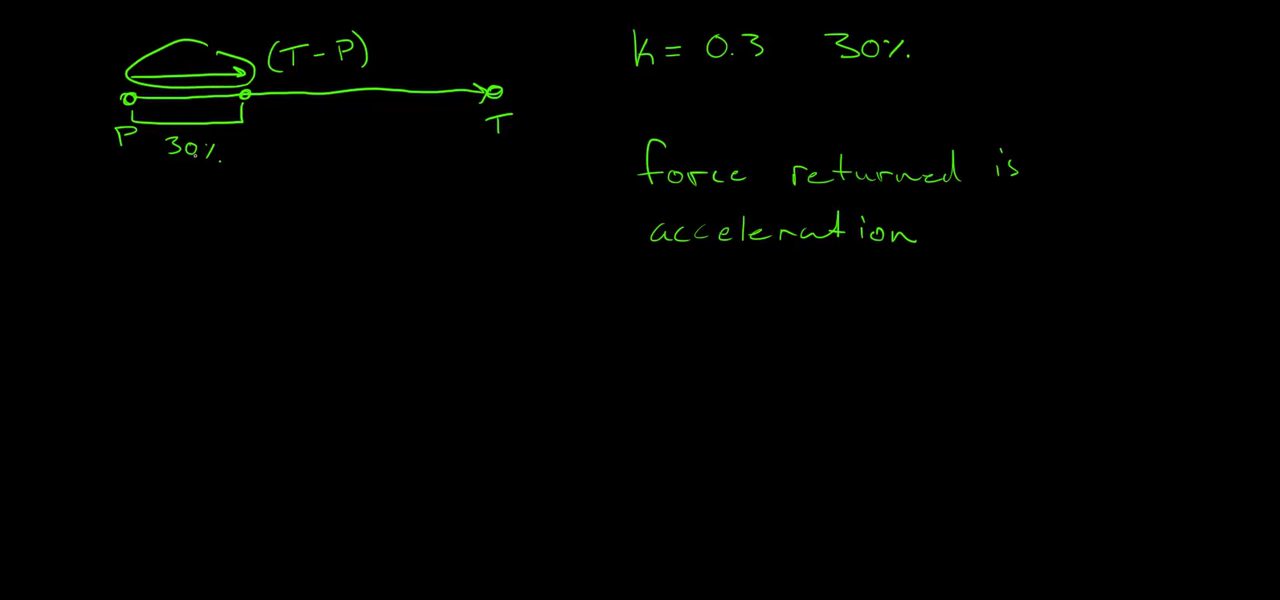 (T - P)
P
30%
T
k = 0.3 30%
force returned is
acceleration